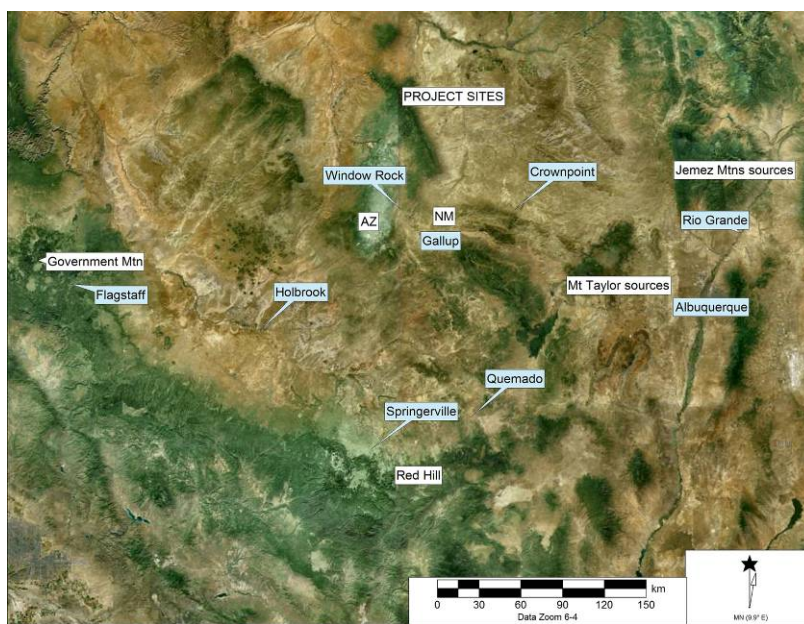 PROJECT SITES
Window Rock
Crownpoint
Jemez Mtns sources
AZ
NM
Rio Grande
Gallup
Government Mtn
Flagstaff
Holbrook
Mt Taylor sources
Albuquerque
Quemado
Springerville
Red Hill
km
0 30 60 90 120 150
Data Zoom 6-4
MN (9.9° E)